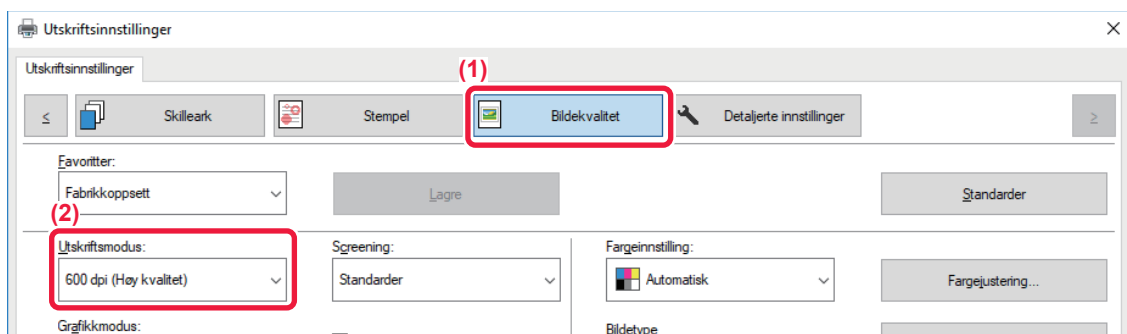 Utskriftsinnstillinger
Utskriftsinnstillinger
(1)
< Skilleark Stempel Bildekvalitet Detaljerte innstillinger >
Favoritter:
Fabrikkoppsett Lagre Standarder
(2)
Utskriftsmodus: Screening: Fargeinnstilling:
600 dpi (Høy kvalitet) Standarder Automatisk Fargejustering...
Grafikkmodus: Bildetype